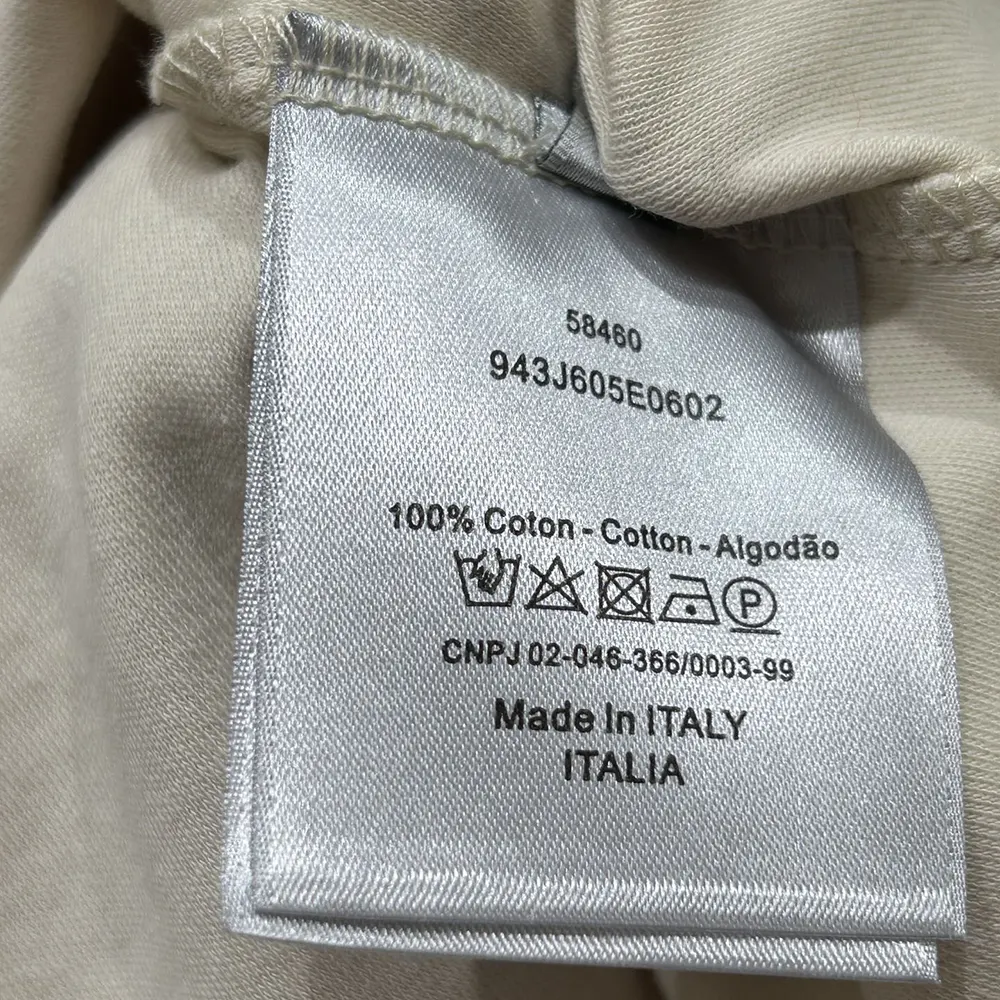 58460
943J605E0602
100% Coton - Cotton - Algodão
P
CNPJ 02-046-366/0003-99
Made In ITALY
ITALIA